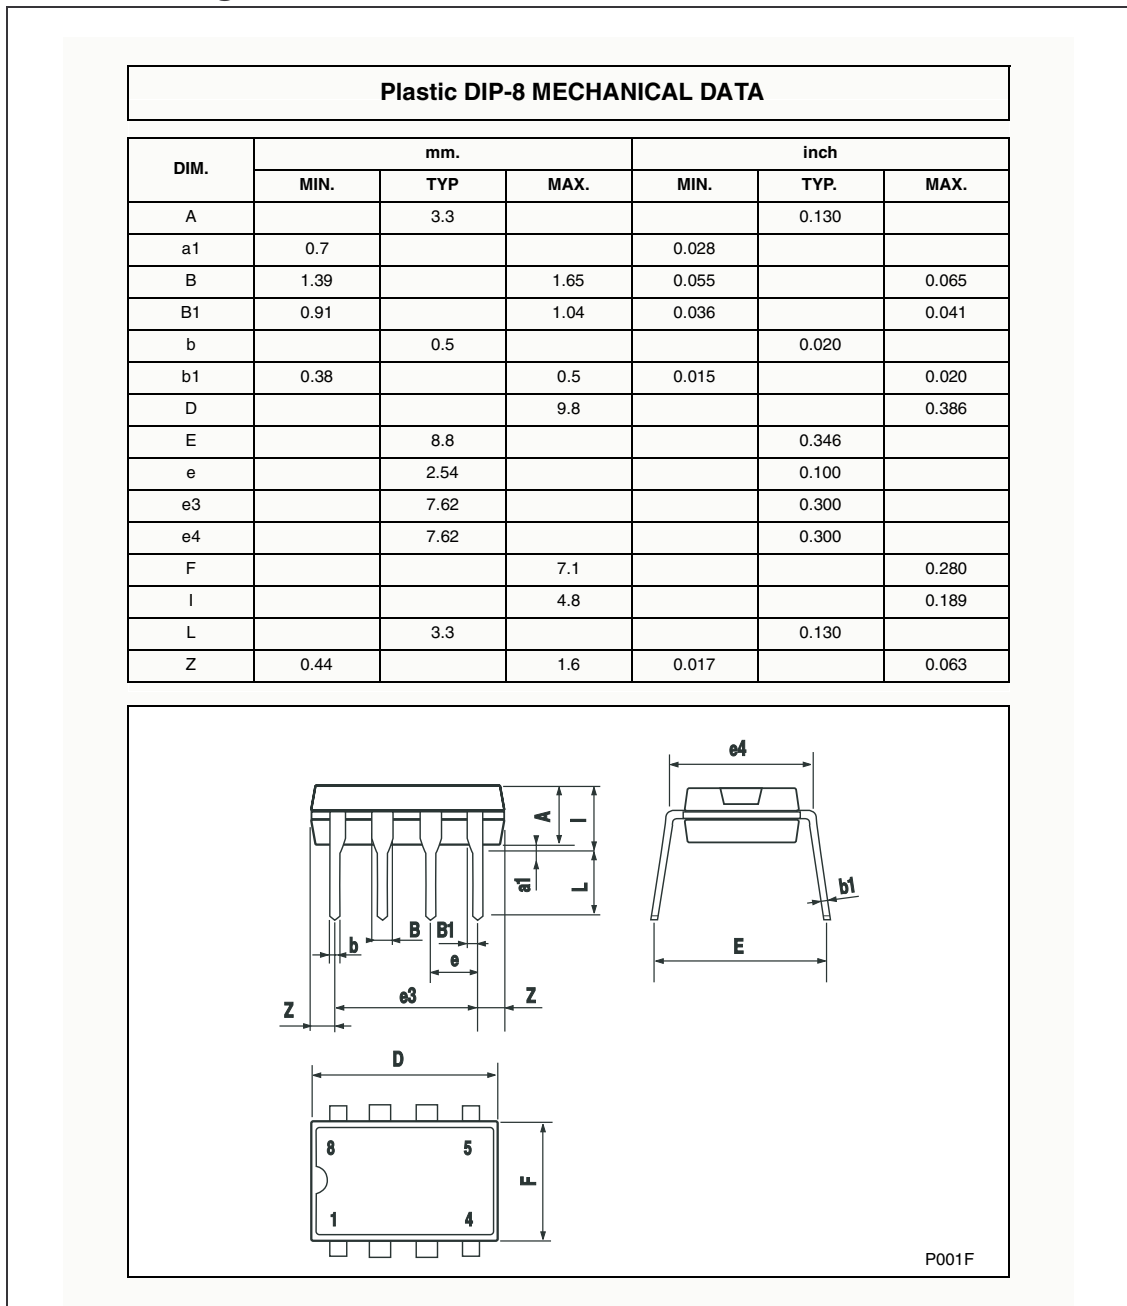 Plastic DIP-8 MECHANICAL DATA
DIM. mm. inch
MIN. TYP MAX. MIN. TYP. MAX.
A 3.3 0.130
a1 0.7 0.028
B 1.39 1.65 0.055 0.065
B1 0.91 1.04 0.036 0.041
b 0.5 0.020
b1 0.38 0.5 0.015 0.020
D 9.8 0.386
E 8.8 0.346
e 2.54 0.100
e3 7.62 0.300
e4 7.62 0.300
F 7.1 0.280
I 4.8 0.189
L 3.3 0.130
Z 0.44 1.6 0.017 0.063
e4
A I
a1 L
b1
b B B1
e
E
Z e3 Z
D
8 5
F
1 4
P001F